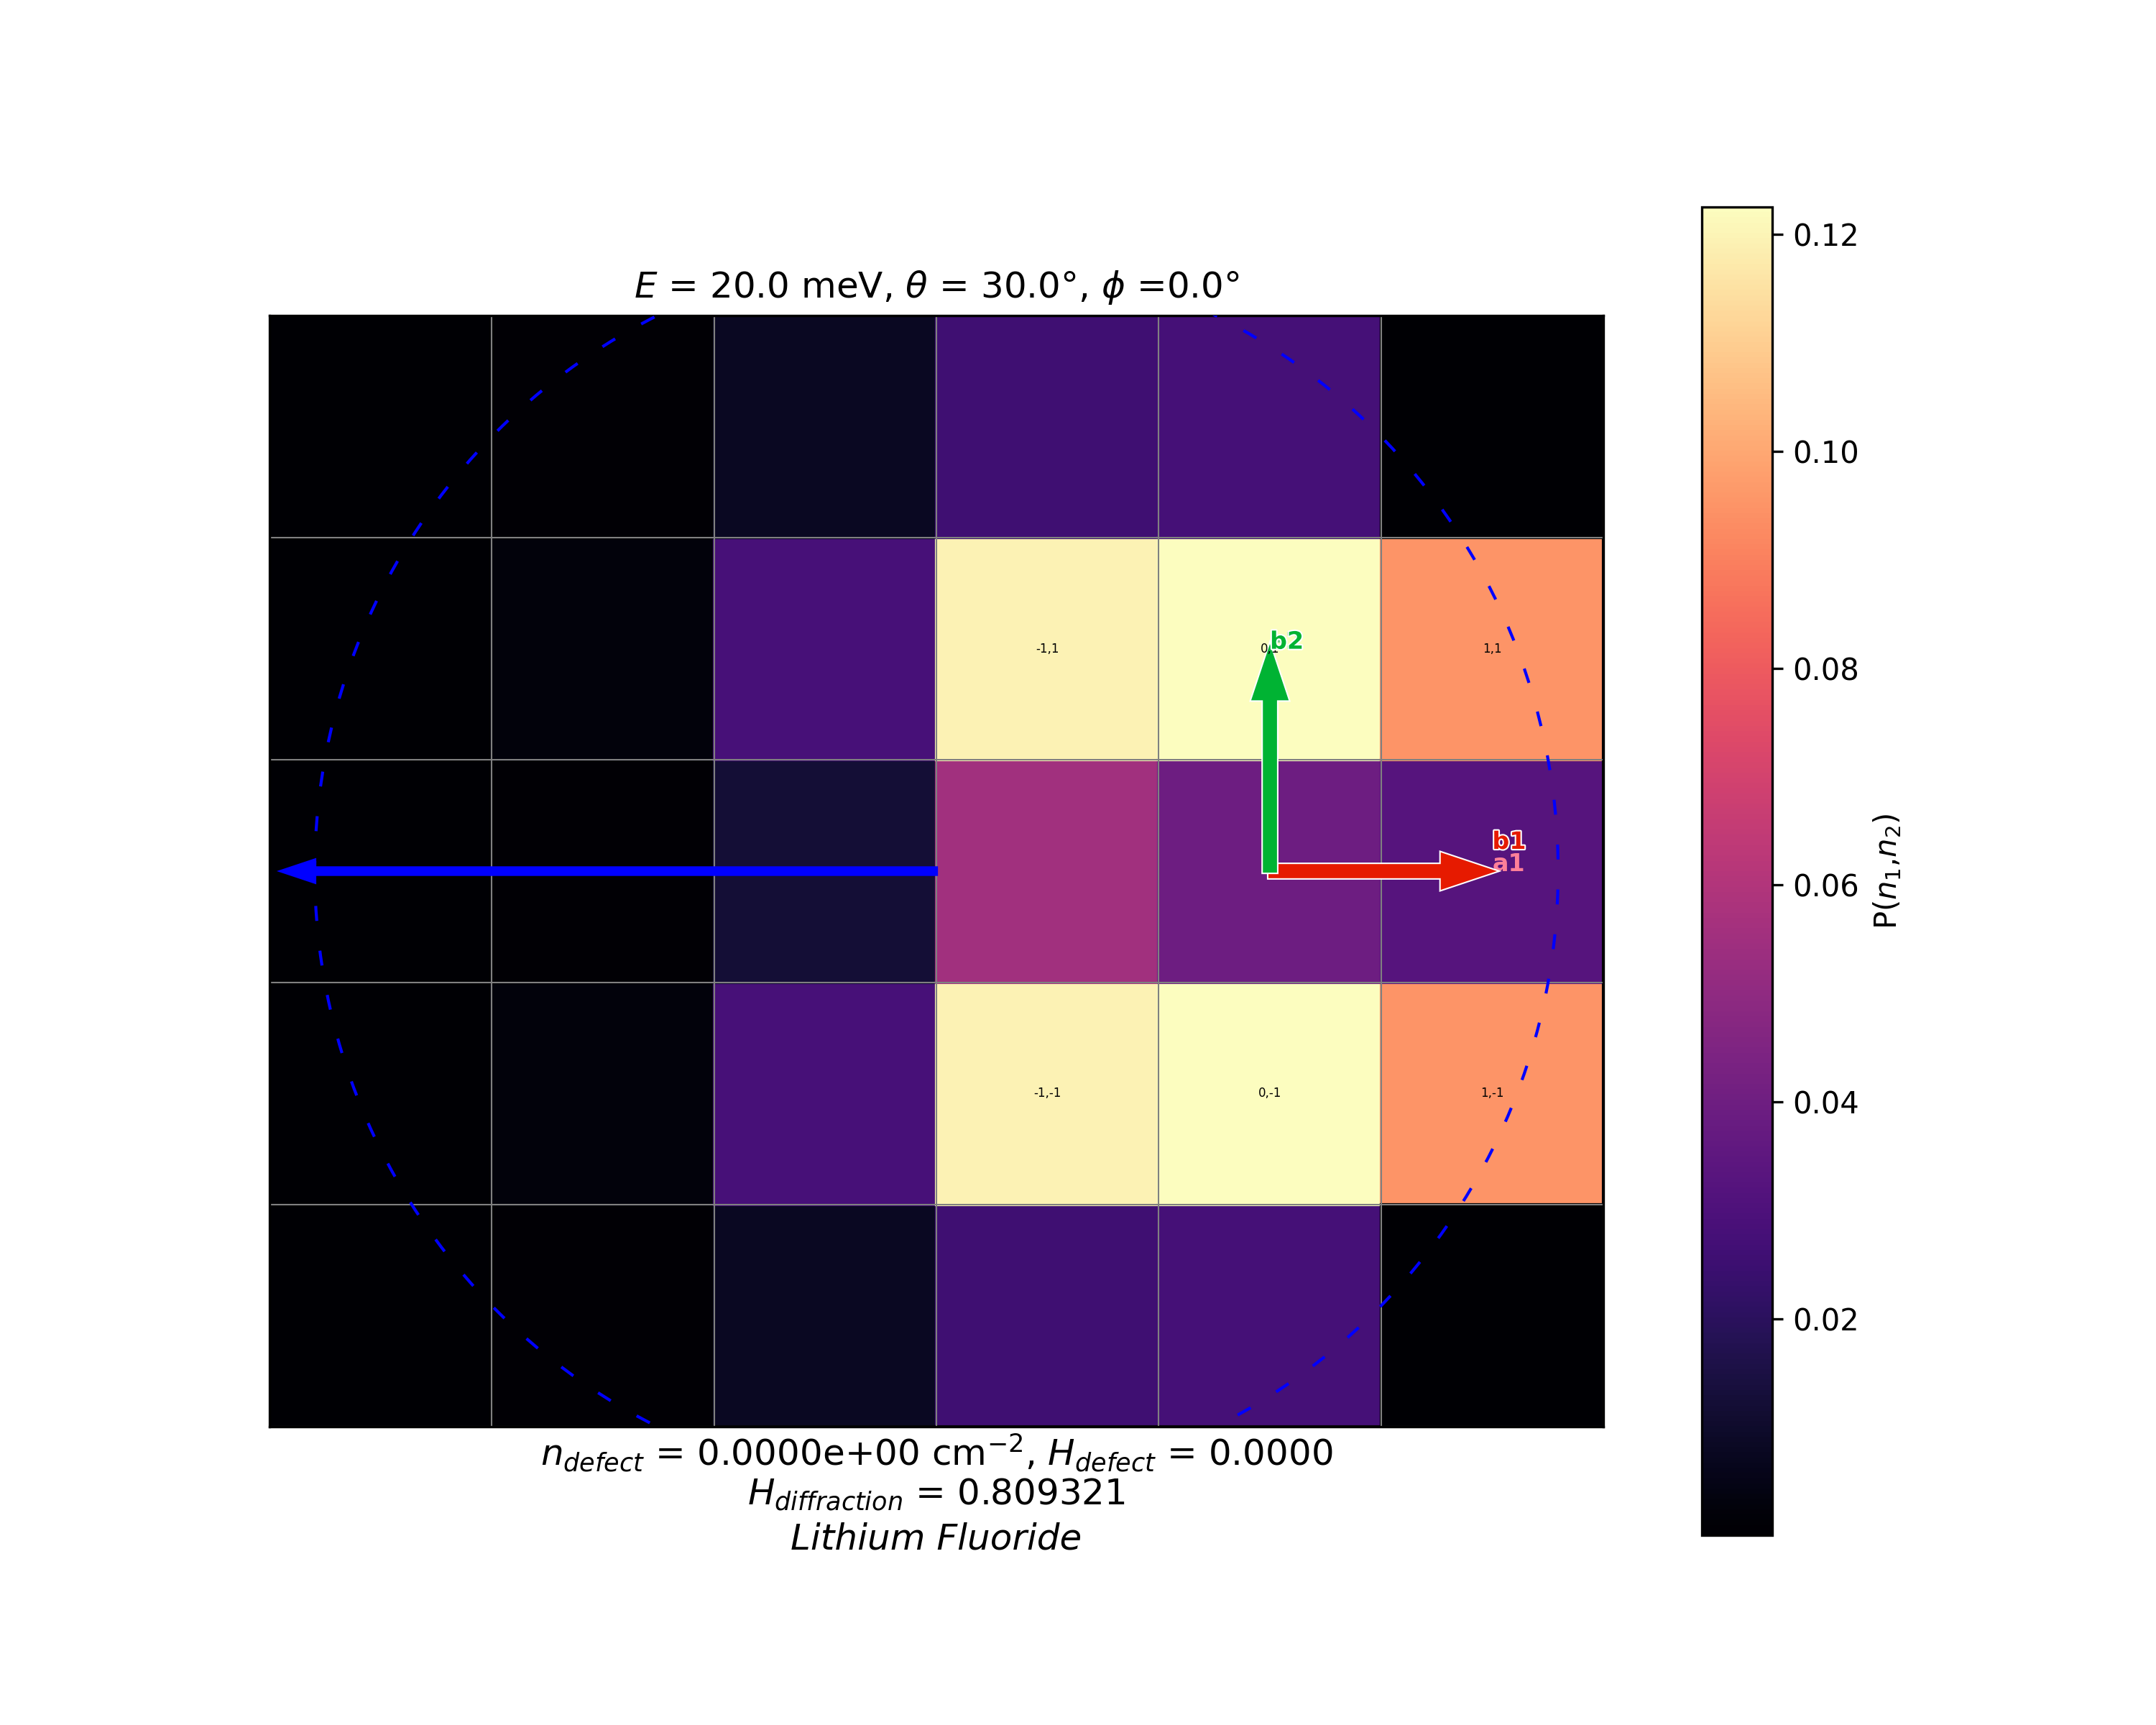 E = 20.0 meV, θ = 30.0°, ϕ =0.0°
0.12
0.10
0.08
0.06
0.04
0.02
P(n₁,n₂)
b2
-1,1
1,1
b1
a1
-1,-1
0,-1
1,-1
n_defect = 0.0000e+00 cm⁻², H_defect = 0.0000
H_diffraction = 0.809321
Lithium Fluoride